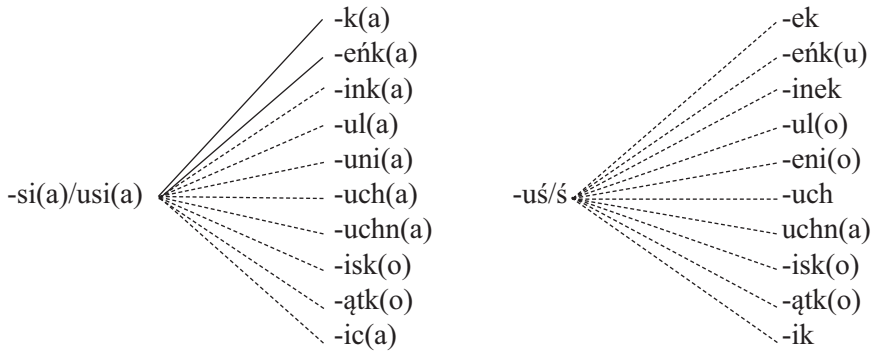 -k(a)
-eńk(a)
-ink(a)
-ul(a)
-uni(a)
-si(a)/usi(a)
-uch(a)
-uchn(a)
-isk(o)
-ątk(o)
-ic(a)
-ek
-eńk(u)
-inek
-ul(o)
-eni(o)
-uś/ś
-uch
uchn(a)
-isk(o)
-ątk(o)
-ik